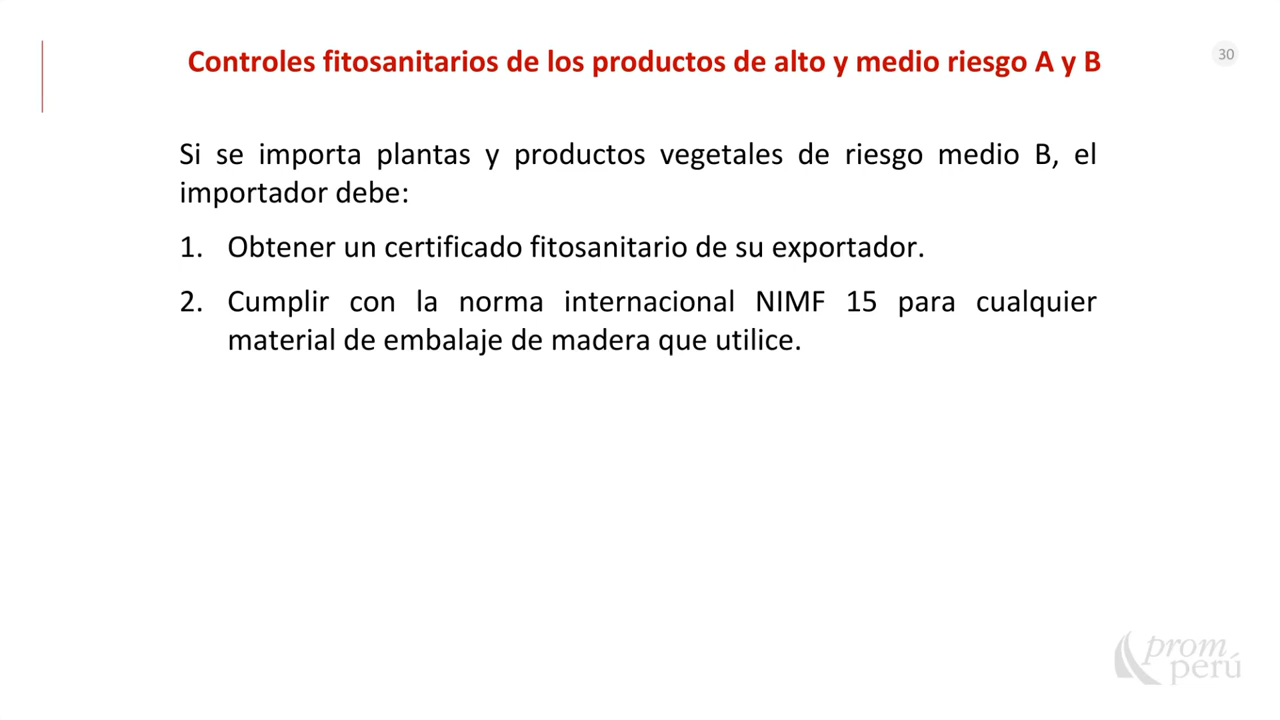 Controles fitosanitarios de los productos de alto y medio riesgo A y B
30
Si se importa plantas y productos vegetales de riesgo medio B, el
importador debe:
1. Obtener un certificado fitosanitario de su exportador.
2. Cumplir con la norma internacional NIMF 15 para cualquier
material de embalaje de madera que utilice.
prom
perú